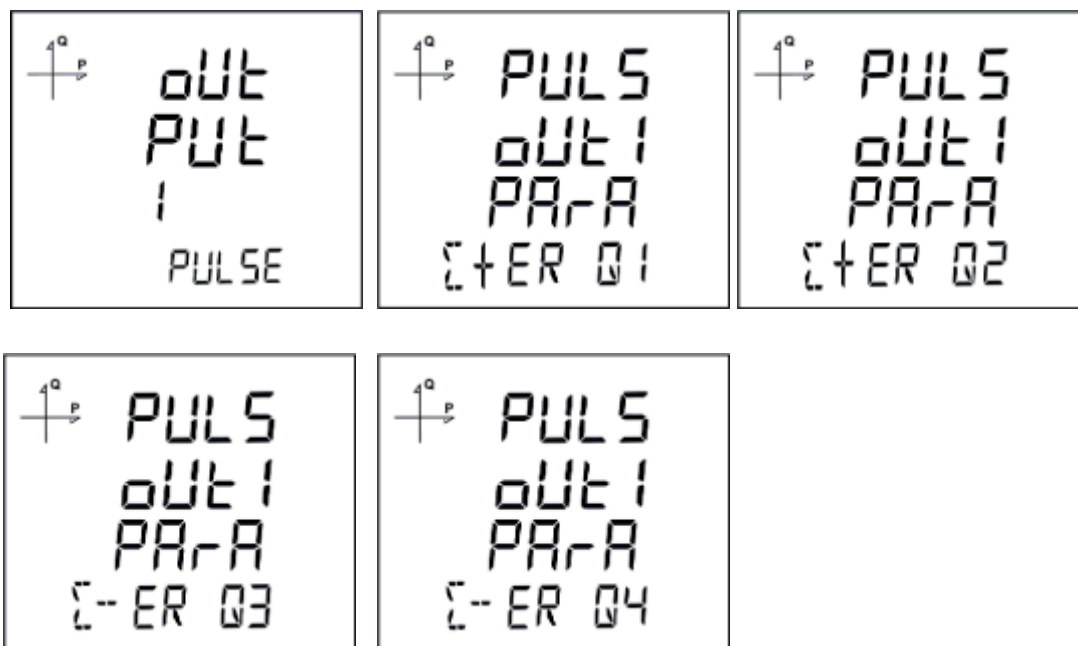 Q
P
oUt
PUt
1
PULSE
Q
P
PULS
oUt1
PArA
Σ+ER Q1
Q
P
PULS
oUt1
PArA
Σ+ER Q2
Q
P
PULS
oUt1
PArA
Σ-ER Q3
Q
P
PULS
oUt1
PArA
Σ-ER Q4